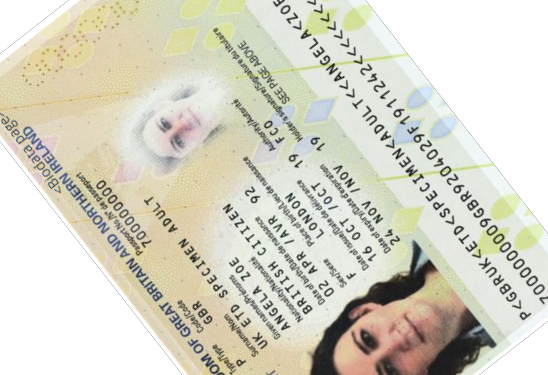 *Biodata page*
DOM OF GREAT BRITAIN AND NORTHERN IRELAND
Type/Type Code/Code Passport No./Nº de passeport
P GBR 700000000
Surname/Nom
UK ETD SPECIMEN ADULT
Given names/Prénoms
ANGELA ZOE
Nationality/Nationalité
BRITISH CITIZEN
Date of birth/Date de naissance
02 APR / AVR 92
Sex/Sexe Place of birth/Lieu de naissance
F LONDON
Date of issue/Date de délivrance Authority/Autorité
16 OCT /OCT 19 FCO
Date of expiry/Date d'expiration Holder's signature/Signature du titulaire
24 NOV /NOV 19 SEE PAGE ABOVE
P<GBRUK<ETD<SPECIMEN<ADULT<<ANGELA<ZOE
7000000009GBR9204029F1911242<<<<<<<<